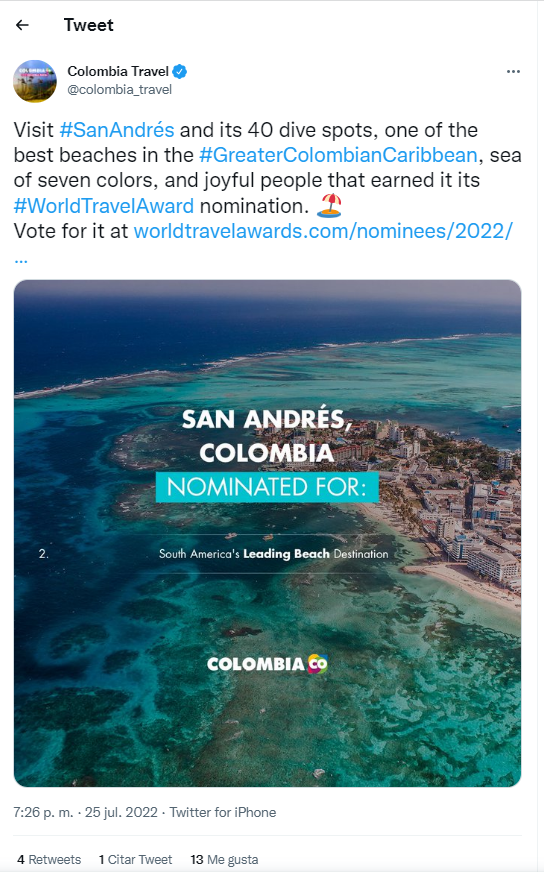 Tweet
Colombia Travel
@colombia_travel
Visit #SanAndrés and its 40 dive spots, one of the
best beaches in the #GreaterColombianCaribbean, sea
of seven colors, and joyful people that earned it its
#WorldTravelAward nomination.
Vote for it at worldtravelawards.com/nominees/2022/
...
SAN ANDRÉS,
COLOMBIA
NOMINATED FOR:
2. South America's Leading Beach Destination
COLOMBIA CO
7:26 p. m. · 25 jul. 2022 · Twitter for iPhone
4 Retweets 1 Citar Tweet 13 Me gusta